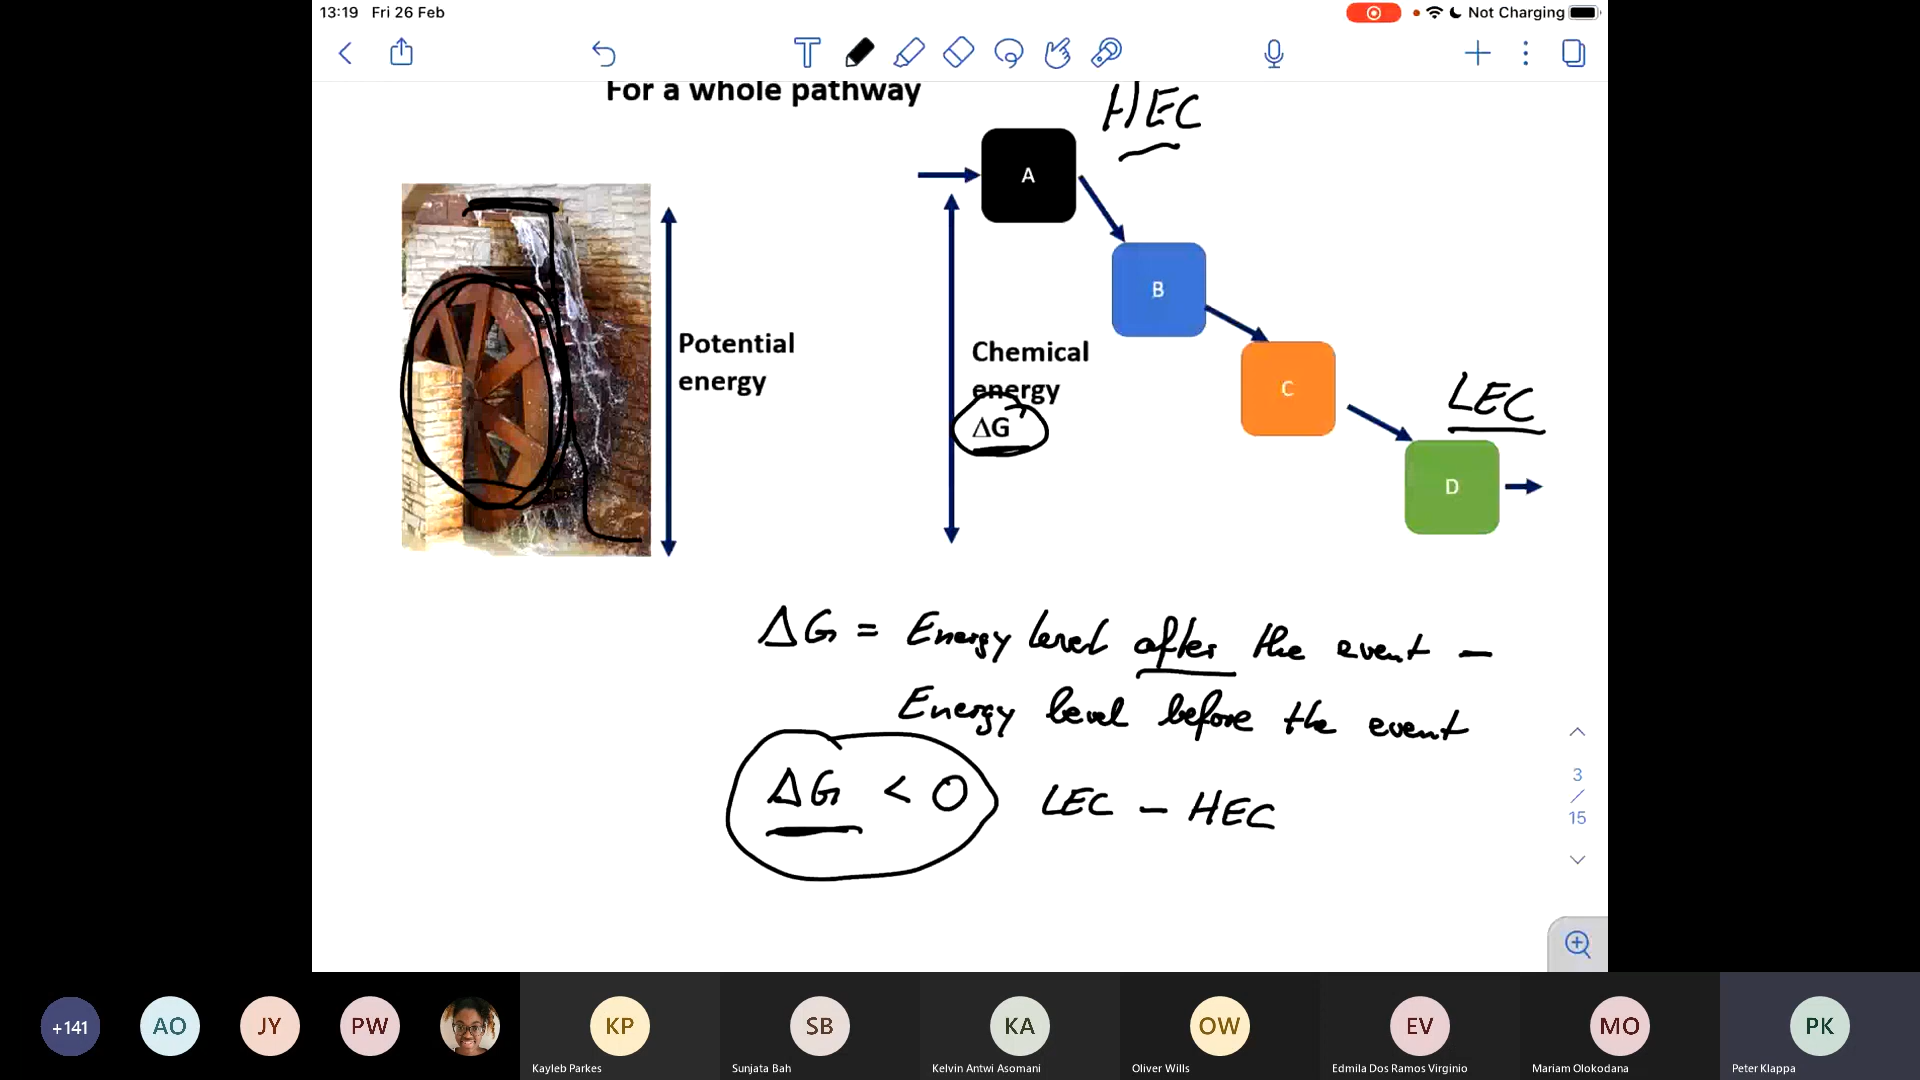 13:19 Fri 26 Feb
Not Charging
For a whole pathway
HEC
A
B
Potential
energy
Chemical
energy
ΔG
C
LEC
D
ΔG = Energy level after the event –
Energy level before the event
ΔG < 0 LEC – HEC
3
/
15
+141
AO
JY
PW
KP
SB
KA
OW
EV
MO
PK
Kayleb Parkes
Sunjata Bah
Kelvin Antwi Asomani
Oliver Wills
Edmila Dos Ramos Virginio
Mariam Olokodana
Peter Klappa